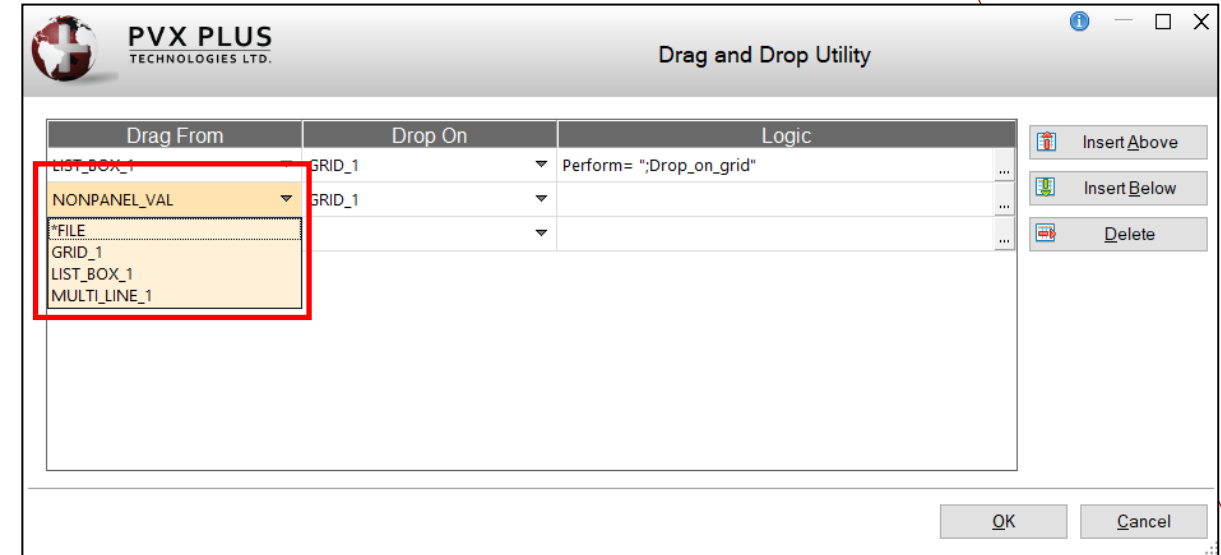 PVX PLUS
TECHNOLOGIES LTD.
Drag and Drop Utility
Drag From Drop On Logic
LIST_BOX_1 GRID_1 Perform= ";Drop_on_grid" ...
NONPANEL_VAL GRID_1 ...
*FILE ...
GRID_1
LIST_BOX_1
MULTI_LINE_1
Insert Above
Insert Below
Delete
OK Cancel